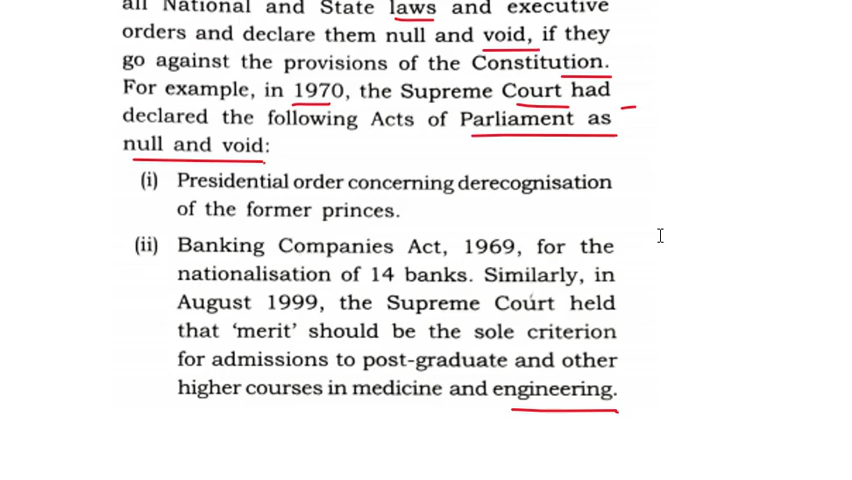 all National and State laws and executive
orders and declare them null and void, if they
go against the provisions of the Constitution.
For example, in 1970, the Supreme Court had
declared the following Acts of Parliament as
null and void:
(i) Presidential order concerning derecognisation
of the former princes.
(ii) Banking Companies Act, 1969, for the
nationalisation of 14 banks. Similarly, in
August 1999, the Supreme Court held
that ‘merit’ should be the sole criterion
for admissions to post-graduate and other
higher courses in medicine and engineering.